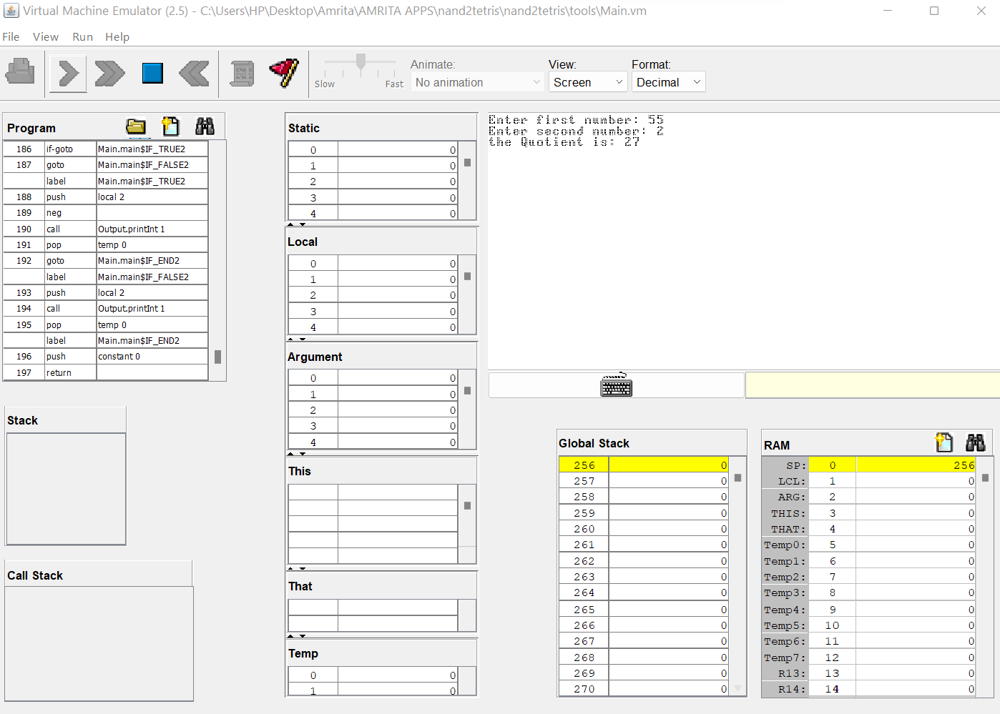 Virtual Machine Emulator (2.5) - C:\Users\HP\Desktop\Amrita\AMRITA APPS\nand2tetris\nand2tetris\tools\Main.vm
File View Run Help
Slow Fast
Animate:
No animation
View:
Screen
Format:
Decimal
Program
186 if-goto Main.main$IF_TRUE2
187 goto Main.main$IF_FALSE2
label Main.main$IF_TRUE2
188 push local 2
189 neg
190 call Output.printInt 1
191 pop temp 0
192 goto Main.main$IF_END2
label Main.main$IF_FALSE2
193 push local 2
194 call Output.printInt 1
195 pop temp 0
label Main.main$IF_END2
196 push constant 0
197 return
Stack
Call Stack
Static
0 0
1 0
2 0
3 0
4 0
Local
0 0
1 0
2 0
3 0
4 0
Argument
0 0
1 0
2 0
3 0
4 0
This
That
Temp
0 0
1 0
Enter first number: 55
Enter second number: 2
the Quotient is: 27
Global Stack
256 0
257 0
258 0
259 0
260 0
261 0
262 0
263 0
264 0
265 0
266 0
267 0
268 0
269 0
270 0
RAM
SP: 0 256
LCL: 1 0
ARG: 2 0
THIS: 3 0
THAT: 4 0
Temp0: 5 0
Temp1: 6 0
Temp2: 7 0
Temp3: 8 0
Temp4: 9 0
Temp5: 10 0
Temp6: 11 0
Temp7: 12 0
R13: 13 0
R14: 14 0